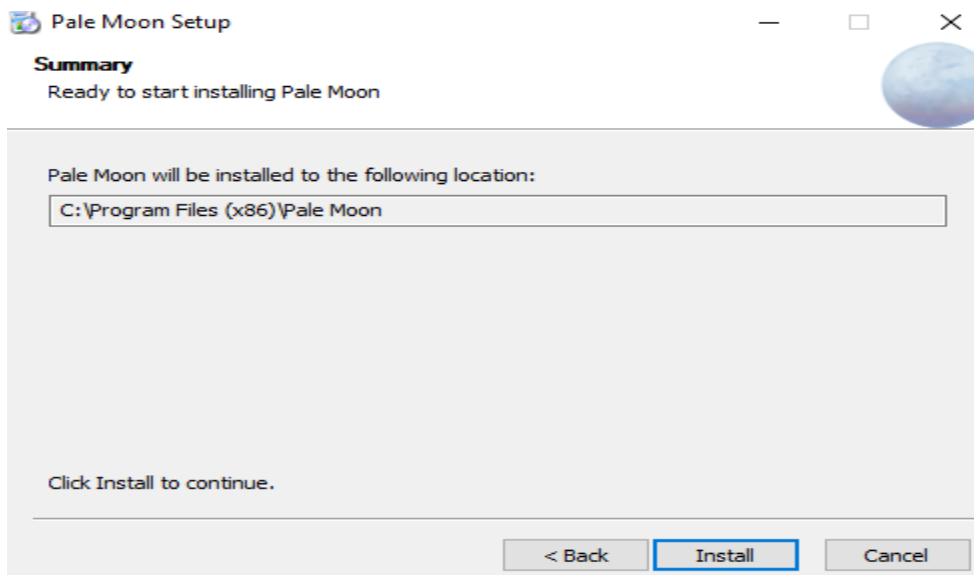 Pale Moon Setup
Summary
Ready to start installing Pale Moon
Pale Moon will be installed to the following location:
C:\Program Files (x86)\Pale Moon
Click Install to continue.
< Back Install Cancel